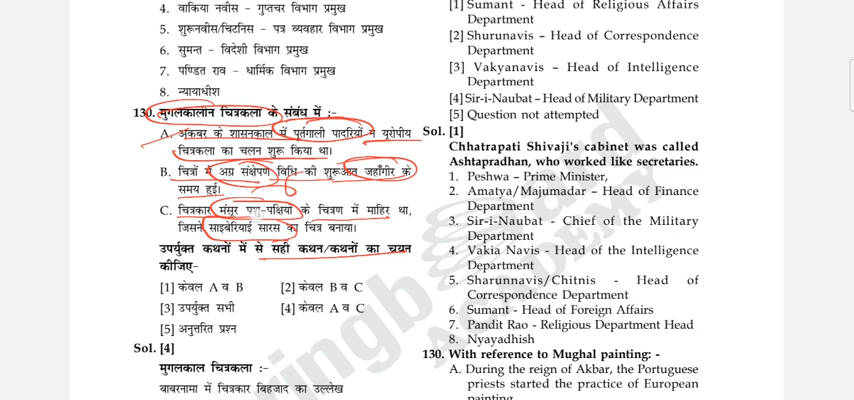 4. वाकिया नवीस - गुप्तचर विभाग प्रमुख
5. शुरूनवीस/चिटनिस - पत्र व्यवहार विभाग प्रमुख
6. सुमन्त - विदेशी विभाग प्रमुख
7. पण्डित राव - धार्मिक विभाग प्रमुख
8. न्यायाधीश
130. मुगलकालीन चित्रकला के संबंध में :-
A. अकबर के शासनकाल में पुर्तगाली पादरियों ने यूरोपीय
चित्रकला का चलन शुरू किया था।
B. चित्रों में अग्र संक्षेपण विधि की शुरूआत जहाँगीर के
समय हुई।
C. चित्रकार मंसूर पशु-पक्षियों के चित्रण में माहिर था,
जिसने साइबेरियाई सारस का चित्र बनाया।
उपर्युक्त कथनों में से सही कथन/कथनों का चयन
कीजिए-
[1] केवल A व B [2] केवल B व C
[3] उपर्युक्त सभी [4] केवल A व C
[5] अनुत्तरित प्रश्न
Sol. [4]
मुगलकाल चित्रकला :-
बाबरनामा में चित्रकार बिहजाद का उल्लेख
[1] Sumant - Head of Religious Affairs
Department
[2] Shurunavis – Head of Correspondence
Department
[3] Vakyanavis – Head of Intelligence
Department
[4] Sir-i-Naubat – Head of Military Department
[5] Question not attempted
Sol. [1]
Chhatrapati Shivaji's cabinet was called
Ashtapradhan, who worked like secretaries.
1. Peshwa – Prime Minister,
2. Amatya/Majumadar – Head of Finance
Department
3. Sir-i-Naubat - Chief of the Military
Department
4. Vakia Navis - Head of the Intelligence
Department
5. Sharunnavis/Chitnis - Head of
Correspondence Department
6. Sumant - Head of Foreign Affairs
7. Pandit Rao - Religious Department Head
8. Nyayadhish
130. With reference to Mughal painting: -
A. During the reign of Akbar, the Portuguese
priests started the practice of European
painting.